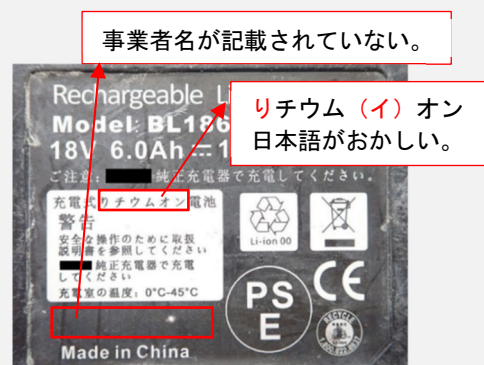 事業者名が記載されていない。
りチウム（イ）オン
日本語がおかしい。
Rechargeable Li
Model: BL186
18V 6.0Ah 1
ご注意： 純正充電器で充電してください。
充電式りチウムオン電池
警告
安全な操作のために取扱
説明書を参照してください
純正充電器で充電
してください
充電室の温度：0°C-45°C
Li-ion 00
PS
E
CE
RECYCLE
Made in China